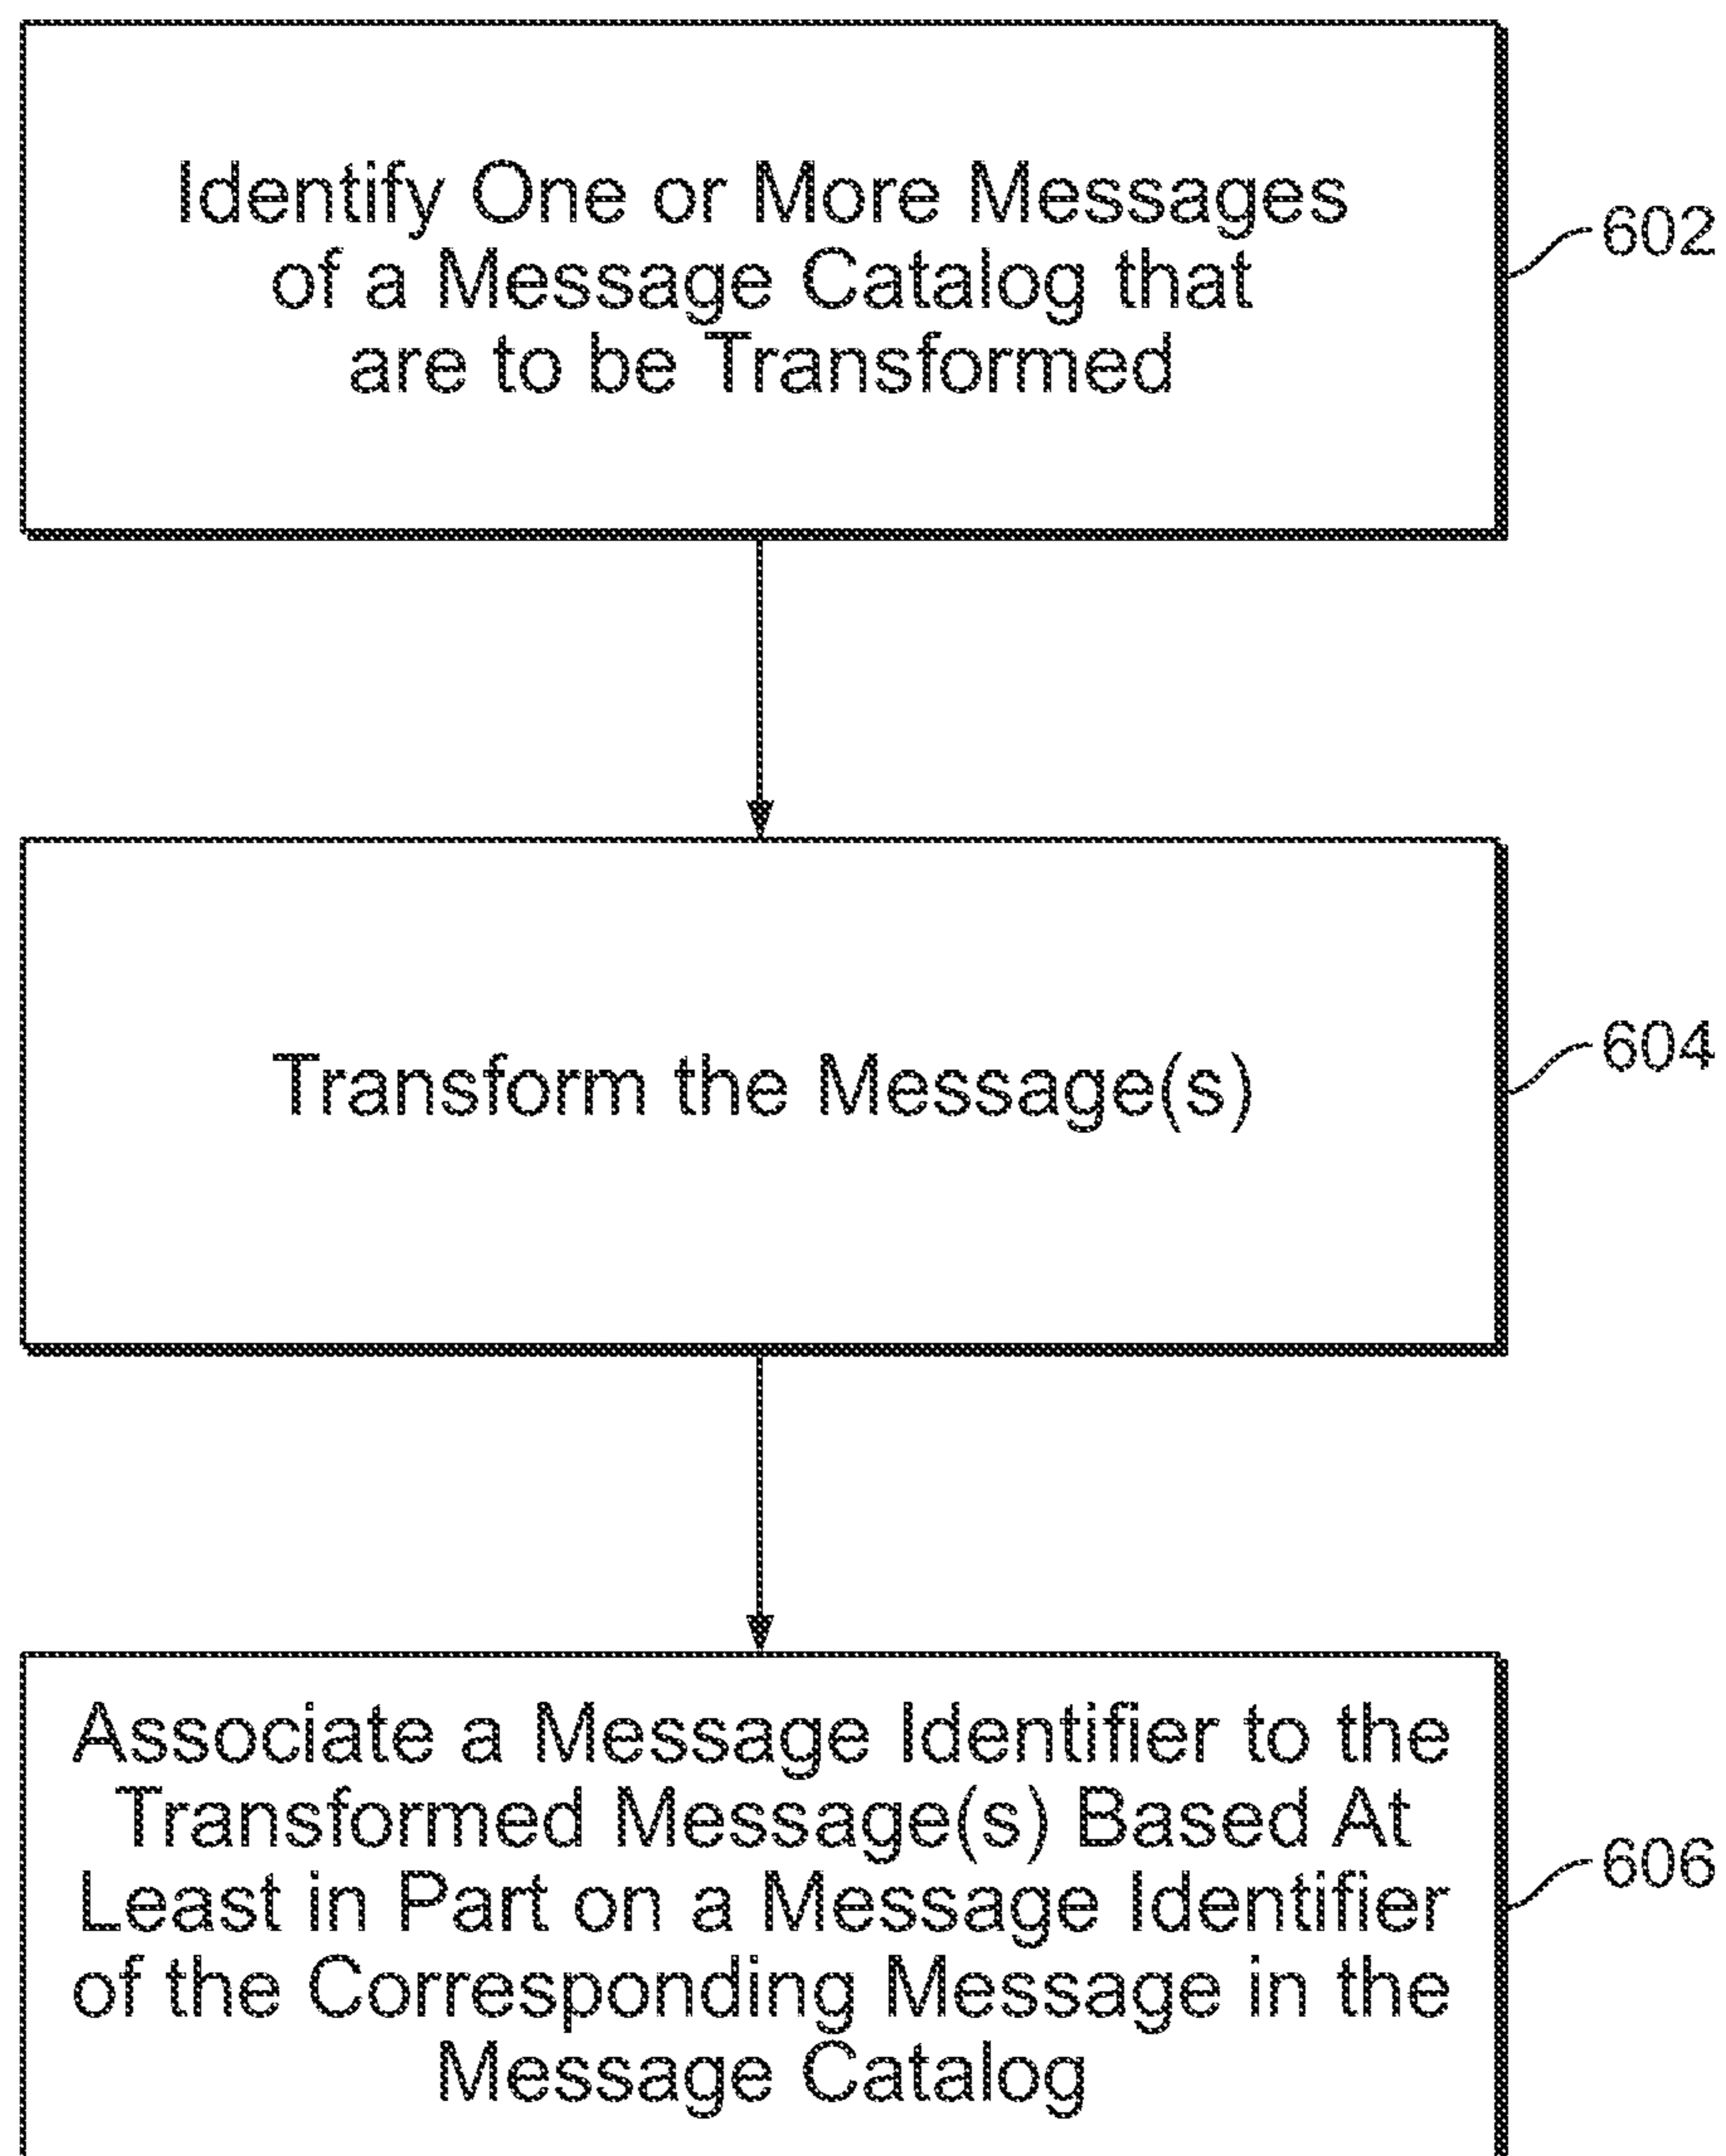 Identify One or More Messages
of a Message Catalog that
are to be Transformed
602
Transform the Message(s)
604
Associate a Message Identifier to the
Transformed Message(s) Based At
Least in Part on a Message Identifier
of the Corresponding Message in the
Message Catalog
606